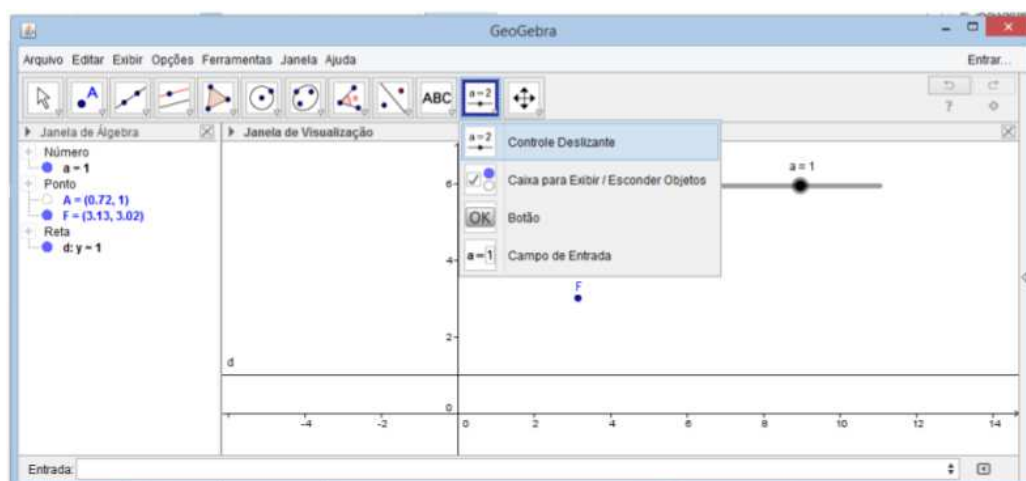 GeoGebra
Arquivo Editar Exibir Opções Ferramentas Janela Ajuda
Entrar...
A
ABC
a=2
?
Janela de Álgebra
Janela de Visualização
Número
a = 1
Ponto
A = (0.72, 1)
F = (3.13, 3.02)
Reta
d: y = 1
a=2 Controle Deslizante
Caixa para Exibir / Esconder Objetos
OK Botão
a=1 Campo de Entrada
a = 1
6
4
F
2
d
0
-4 -2 0 2 4 6 8 10 12 14
Entrada: